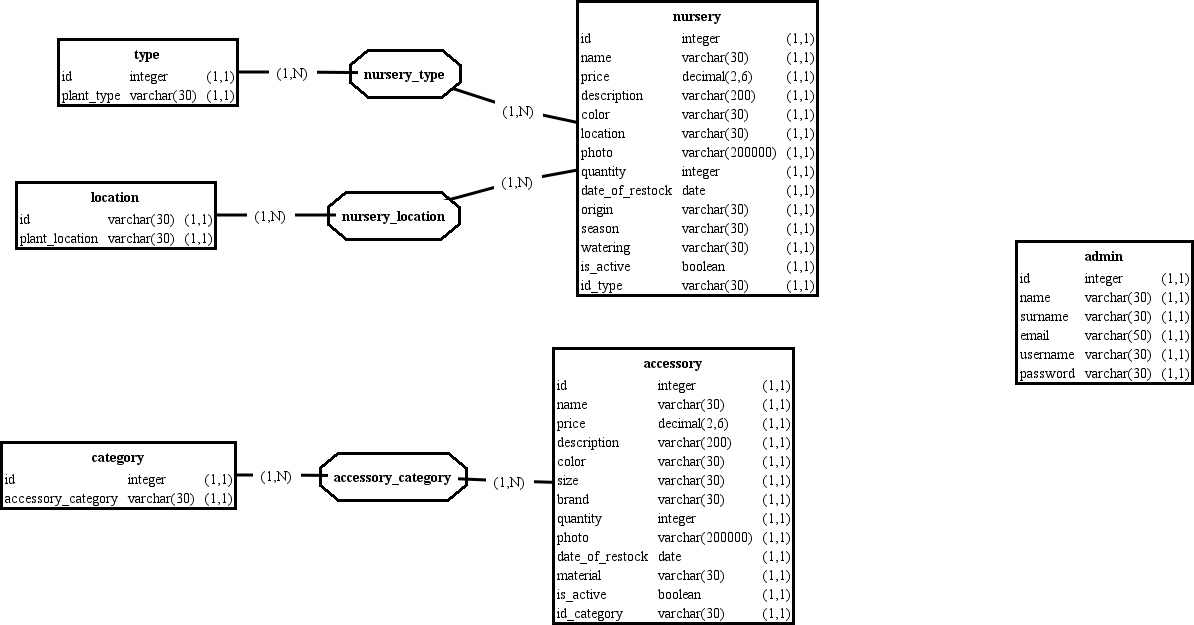 type
id integer (1,1)
plant_type varchar(30) (1,1)
(1,N)
nursery_type
(1,N)
nursery
id integer (1,1)
name varchar(30) (1,1)
price decimal(2,6) (1,1)
description varchar(200) (1,1)
color varchar(30) (1,1)
location varchar(30) (1,1)
photo varchar(200000) (1,1)
quantity integer (1,1)
date_of_restock date (1,1)
origin varchar(30) (1,1)
season varchar(30) (1,1)
watering varchar(30) (1,1)
is_active boolean (1,1)
id_type varchar(30) (1,1)
location
id varchar(30) (1,1)
plant_location varchar(30) (1,1)
(1,N)
nursery_location
(1,N)
admin
id integer (1,1)
name varchar(30) (1,1)
surname varchar(30) (1,1)
email varchar(50) (1,1)
username varchar(30) (1,1)
password varchar(30) (1,1)
category
id integer (1,1)
accessory_category varchar(30) (1,1)
(1,N)
accessory_category
(1,N)
accessory
id integer (1,1)
name varchar(30) (1,1)
price decimal(2,6) (1,1)
description varchar(200) (1,1)
color varchar(30) (1,1)
size varchar(30) (1,1)
brand varchar(30) (1,1)
quantity integer (1,1)
photo varchar(200000) (1,1)
date_of_restock date (1,1)
material varchar(30) (1,1)
is_active boolean (1,1)
id_category varchar(30) (1,1)